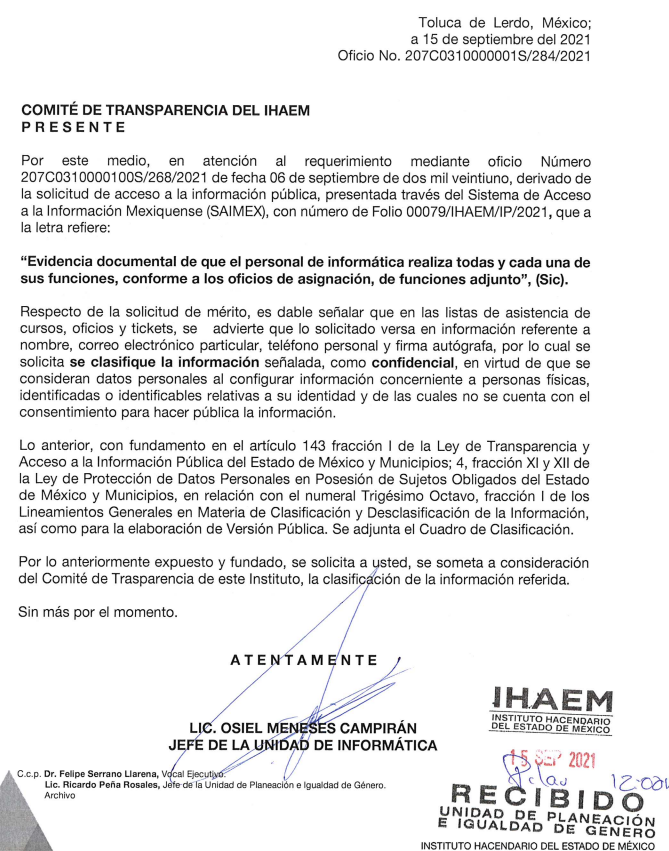 Toluca de Lerdo, México;
a 15 de septiembre del 2021
Oficio No. 207C0310000001S/284/2021
COMITÉ DE TRANSPARENCIA DEL IHAEM
P R E S E N T E
Por este medio, en atención al requerimiento mediante oficio Número
207C0310000100S/268/2021 de fecha 06 de septiembre de dos mil veintiuno, derivado de
la solicitud de acceso a la información pública, presentada través del Sistema de Acceso
a la Información Mexiquense (SAIMEX), con número de Folio 00079/IHAEM/IP/2021, que a
la letra refiere:
“Evidencia documental de que el personal de informática realiza todas y cada una de
sus funciones, conforme a los oficios de asignación, de funciones adjunto”, (Sic).
Respecto de la solicitud de mérito, es dable señalar que en las listas de asistencia de
cursos, oficios y tickets, se advierte que lo solicitado versa en información referente a
nombre, correo electrónico particular, teléfono personal y firma autógrafa, por lo cual se
solicita se clasifique la información señalada, como confidencial, en virtud de que se
consideran datos personales al configurar información concerniente a personas físicas,
identificadas o identificables relativas a su identidad y de las cuales no se cuenta con el
consentimiento para hacer pública la información.
Lo anterior, con fundamento en el artículo 143 fracción I de la Ley de Transparencia y
Acceso a la Información Pública del Estado de México y Municipios; 4, fracción XI y XII de
la Ley de Protección de Datos Personales en Posesión de Sujetos Obligados del Estado
de México y Municipios, en relación con el numeral Trigésimo Octavo, fracción I de los
Lineamientos Generales en Materia de Clasificación y Desclasificación de la Información,
así como para la elaboración de Versión Pública. Se adjunta el Cuadro de Clasificación.
Por lo anteriormente expuesto y fundado, se solicita a usted, se someta a consideración
del Comité de Trasparencia de este Instituto, la clasificación de la información referida.
Sin más por el momento.
A T E N T A M E N T E
LIC. OSIEL MENESES CAMPIRÁN
JEFE DE LA UNIDAD DE INFORMÁTICA
C.c.p. Dr. Felipe Serrano Llarena, Vocal Ejecutivo.
Lic. Ricardo Peña Rosales, Jefe de la Unidad de Planeación e Igualdad de Género.
Archivo
IHAEM
INSTITUTO HACENDARIO
DEL ESTADO DE MÉXICO
15 SEP 2021
RECIBIDO
UNIDAD DE PLANEACIÓN
E IGUALDAD DE GÉNERO
INSTITUTO HACENDARIO DEL ESTADO DE MÉXICO